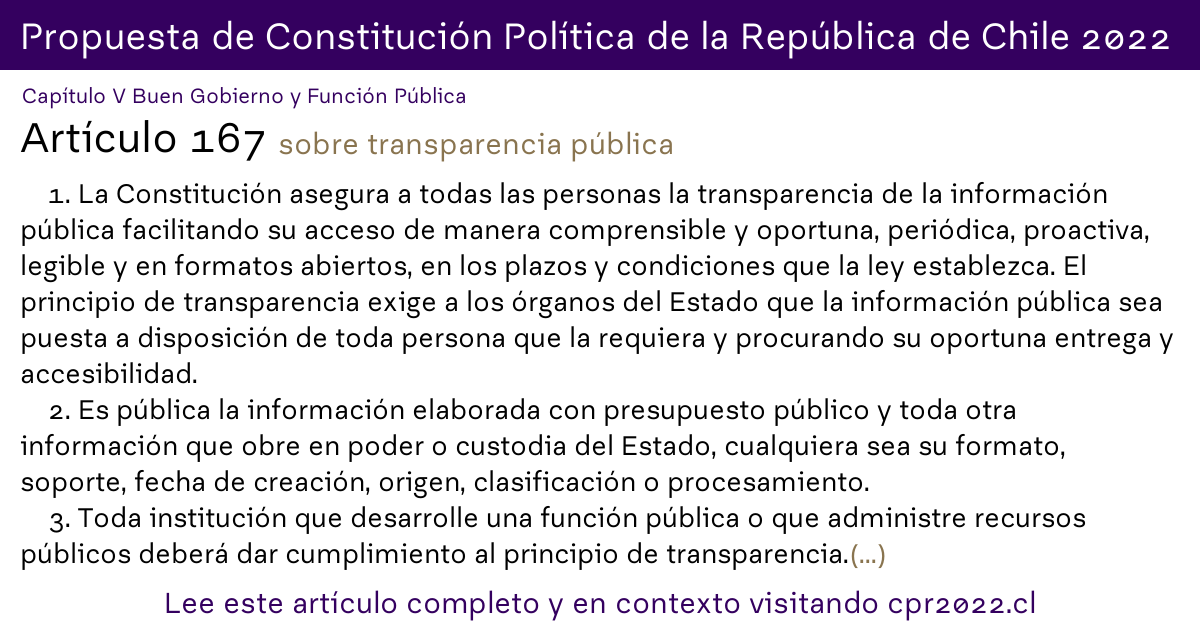 Propuesta de Constitución Política de la República de Chile 2022
Capítulo V Buen Gobierno y Función Pública
Artículo 167 sobre transparencia pública
1. La Constitución asegura a todas las personas la transparencia de la información
pública facilitando su acceso de manera comprensible y oportuna, periódica, proactiva,
legible y en formatos abiertos, en los plazos y condiciones que la ley establezca. El
principio de transparencia exige a los órganos del Estado que la información pública sea
puesta a disposición de toda persona que la requiera y procurando su oportuna entrega y
accesibilidad.
2. Es pública la información elaborada con presupuesto público y toda otra
información que obre en poder o custodia del Estado, cualquiera sea su formato,
soporte, fecha de creación, origen, clasificación o procesamiento.
3. Toda institución que desarrolle una función pública o que administre recursos
públicos deberá dar cumplimiento al principio de transparencia.(...)
Lee este artículo completo y en contexto visitando cpr2022.cl